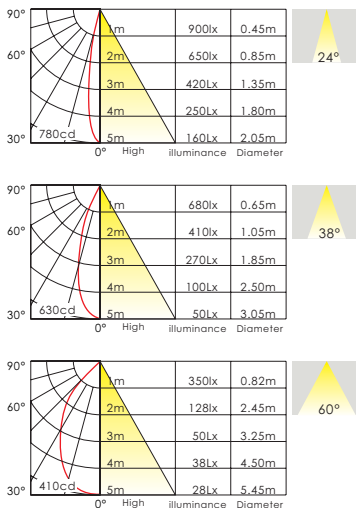 90° 1m 900lx 0.45m
60° 2m 650lx 0.85m 24°
3m 420Lx 1.35m
4m 250Lx 1.80m
30° 780cd 5m 160Lx 2.05m
0° High illuminance Diameter
90° 1m 680lx 0.65m
60° 2m 410lx 1.05m 38°
3m 270Lx 1.85m
4m 100Lx 2.50m
30° 630cd 5m 50Lx 3.05m
0° High illuminance Diameter
90° 1m 350lx 0.82m
60° 2m 128lx 2.45m 60°
3m 50Lx 3.25m
4m 38Lx 4.50m
30° 410cd 5m 28Lx 5.45m
0° High illuminance Diameter